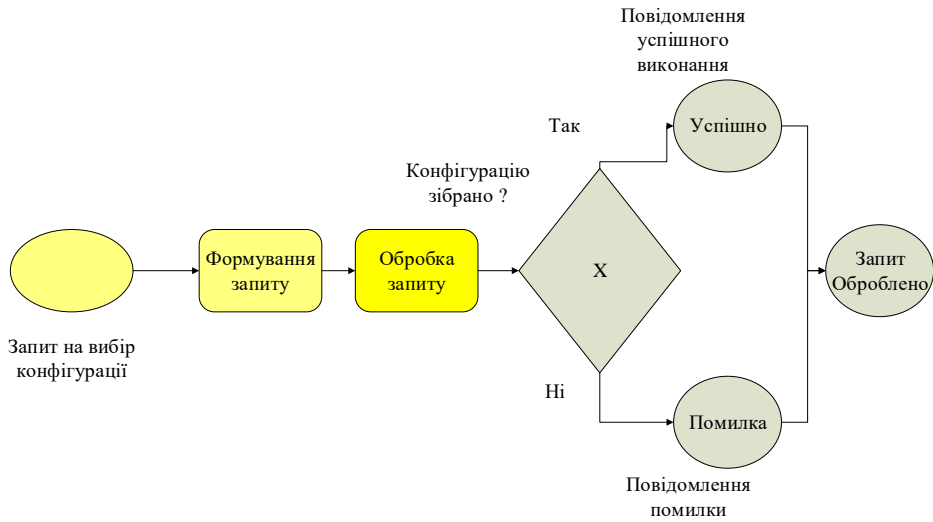 Повідомлення
успішного
виконання
Так
Успішно
Конфігурацію
зібрано ?
Формування
запиту
Обробка
запиту
X
Запит
Оброблено
Запит на вибір
конфігурації
Ні
Помилка
Повідомлення
помилки